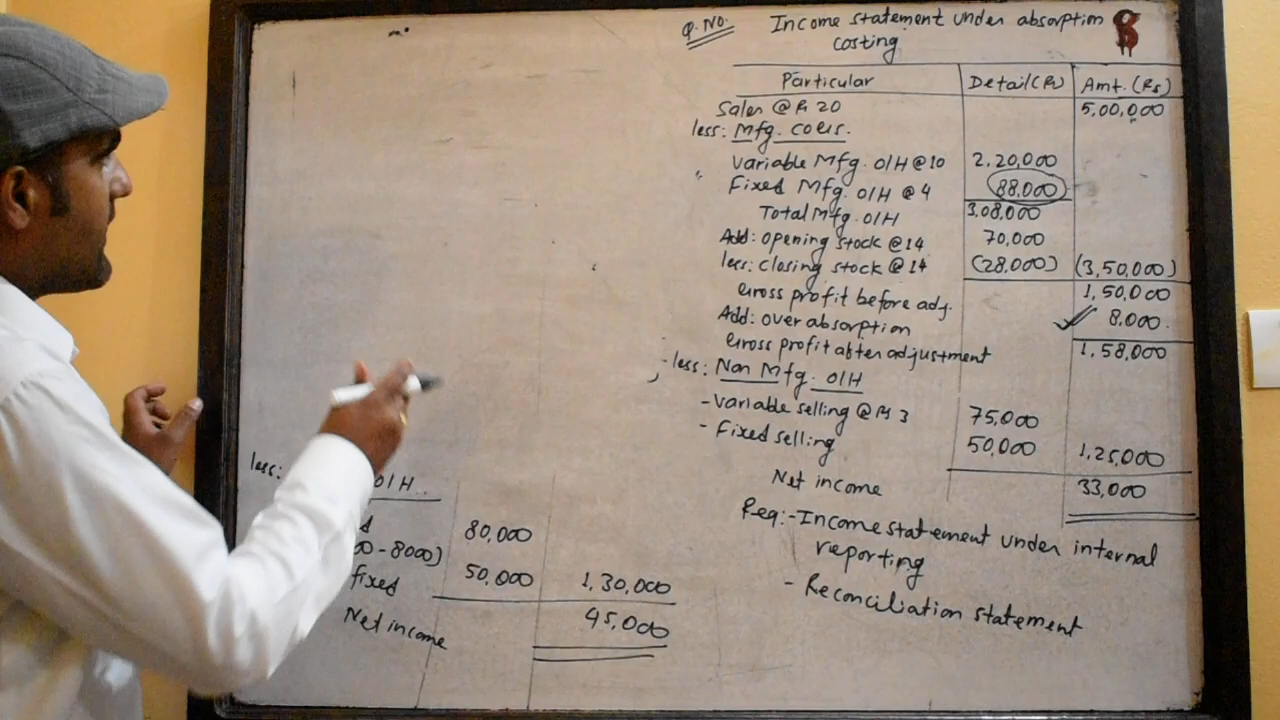 Q.NO. Income statement under absorption 8
costing
Particular Detail(Rs) Amt.(Rs)
Sales @ Rs 20 5,00,000
less: Mfg. costs.
Variable Mfg. O/H @ 10 2,20,000
Fixed Mfg. O/H @ 4 88,000
Total Mfg. O/H 3,08,000
Add: opening stock @ 14 70,000
less: closing stock @ 14 (28,000) (3,50,000)
Gross profit before adj. 1,50,000
Add: over absorption 8,000.
Gross profit after adjustment 1,58,000
less: Non Mfg. O/H
- Variable selling @ Rs 3 75,000
- Fixed selling 50,000 1,25,000
Net income 33,000
Req:- Income statement under internal
reporting
- Reconciliation statement
less: O/H
80,000
- 8000)
fixed 50,000 1,30,000
Net income 45,000